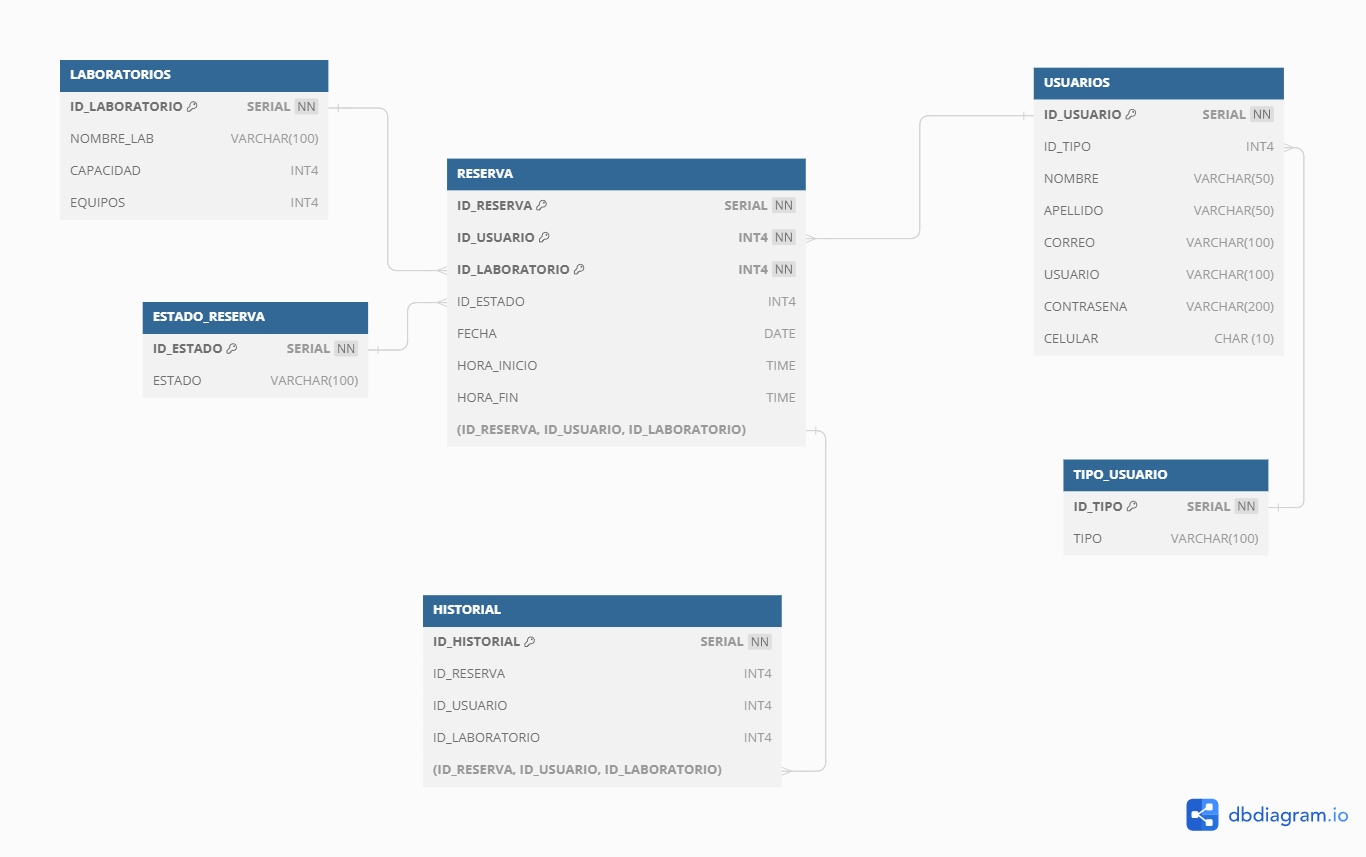 LABORATORIOS
ID_LABORATORIO SERIAL NN
NOMBRE_LAB VARCHAR(100)
CAPACIDAD INT4
EQUIPOS INT4
ESTADO_RESERVA
ID_ESTADO SERIAL NN
ESTADO VARCHAR(100)
RESERVA
ID_RESERVA SERIAL NN
ID_USUARIO INT4 NN
ID_LABORATORIO INT4 NN
ID_ESTADO INT4
FECHA DATE
HORA_INICIO TIME
HORA_FIN TIME
(ID_RESERVA, ID_USUARIO, ID_LABORATORIO)
USUARIOS
ID_USUARIO SERIAL NN
ID_TIPO INT4
NOMBRE VARCHAR(50)
APELLIDO VARCHAR(50)
CORREO VARCHAR(100)
USUARIO VARCHAR(100)
CONTRASENA VARCHAR(200)
CELULAR CHAR (10)
TIPO_USUARIO
ID_TIPO SERIAL NN
TIPO VARCHAR(100)
HISTORIAL
ID_HISTORIAL SERIAL NN
ID_RESERVA INT4
ID_USUARIO INT4
ID_LABORATORIO INT4
(ID_RESERVA, ID_USUARIO, ID_LABORATORIO)
dbdiagram.io